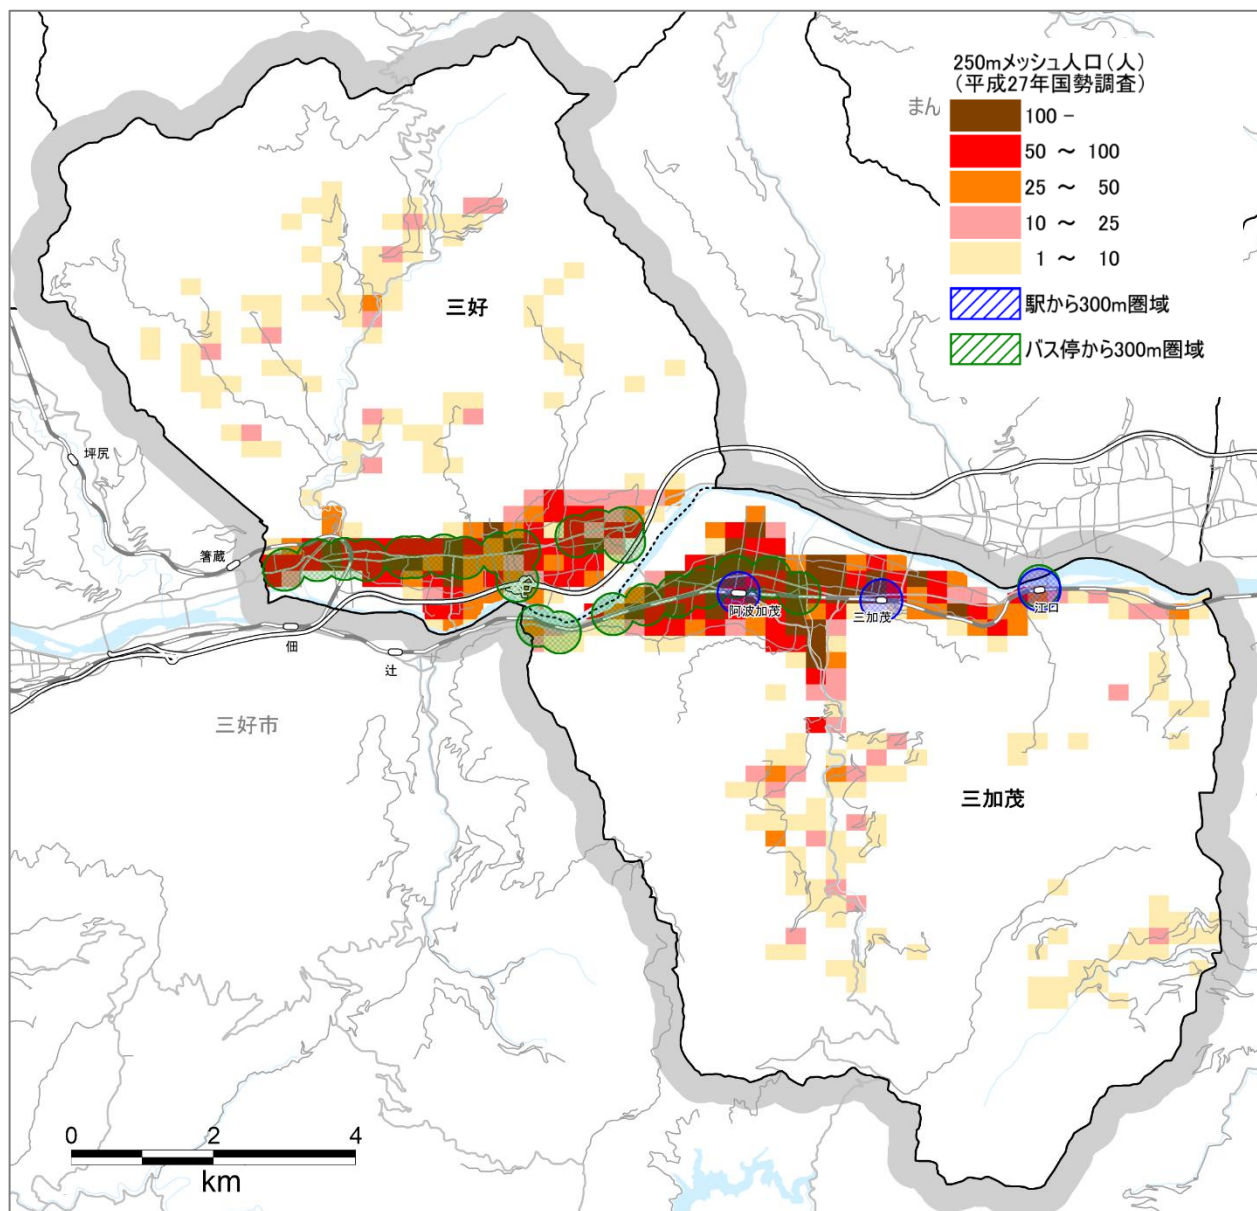 250mメッシュ人口（人）
（平成27年国勢調査）
まん
100 -
50 ～ 100
25 ～ 50
10 ～ 25
1 ～ 10
駅から300m圏域
バス停から300m圏域
三好
坪尻
箸蔵
佃
辻
三好市
阿波加茂
三加茂
江口
三加茂
0 2 4
km